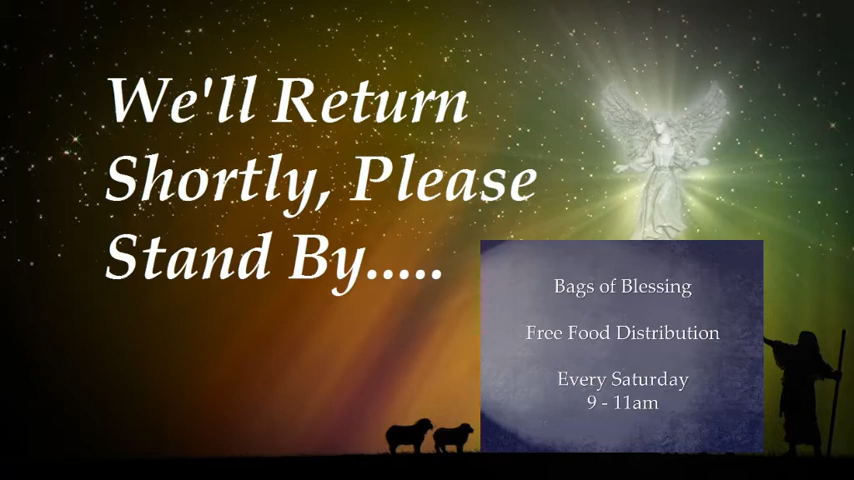 We'll Return
Shortly, Please
Stand By.....
Bags of Blessing
Free Food Distribution
Every Saturday
9 - 11am